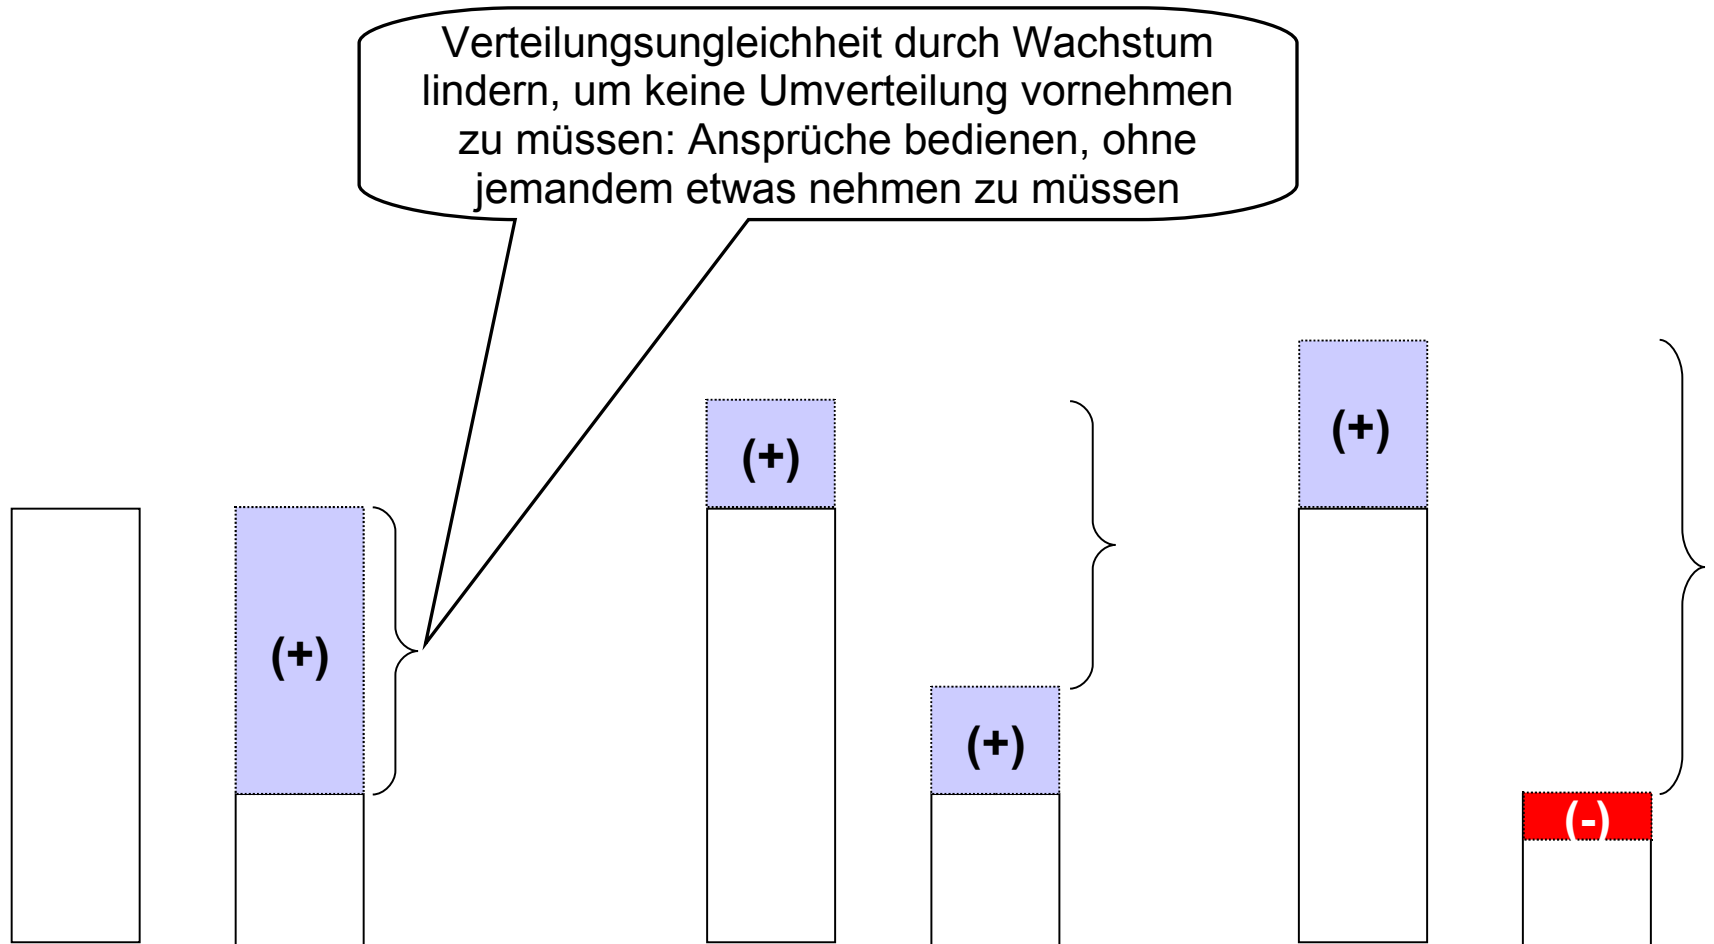 Verteilungsungleichheit durch Wachstum
lindern, um keine Umverteilung vornehmen
zu müssen: Ansprüche bedienen, ohne
jemandem etwas nehmen zu müssen
(+)
(+)
(+)
(+)
(-)